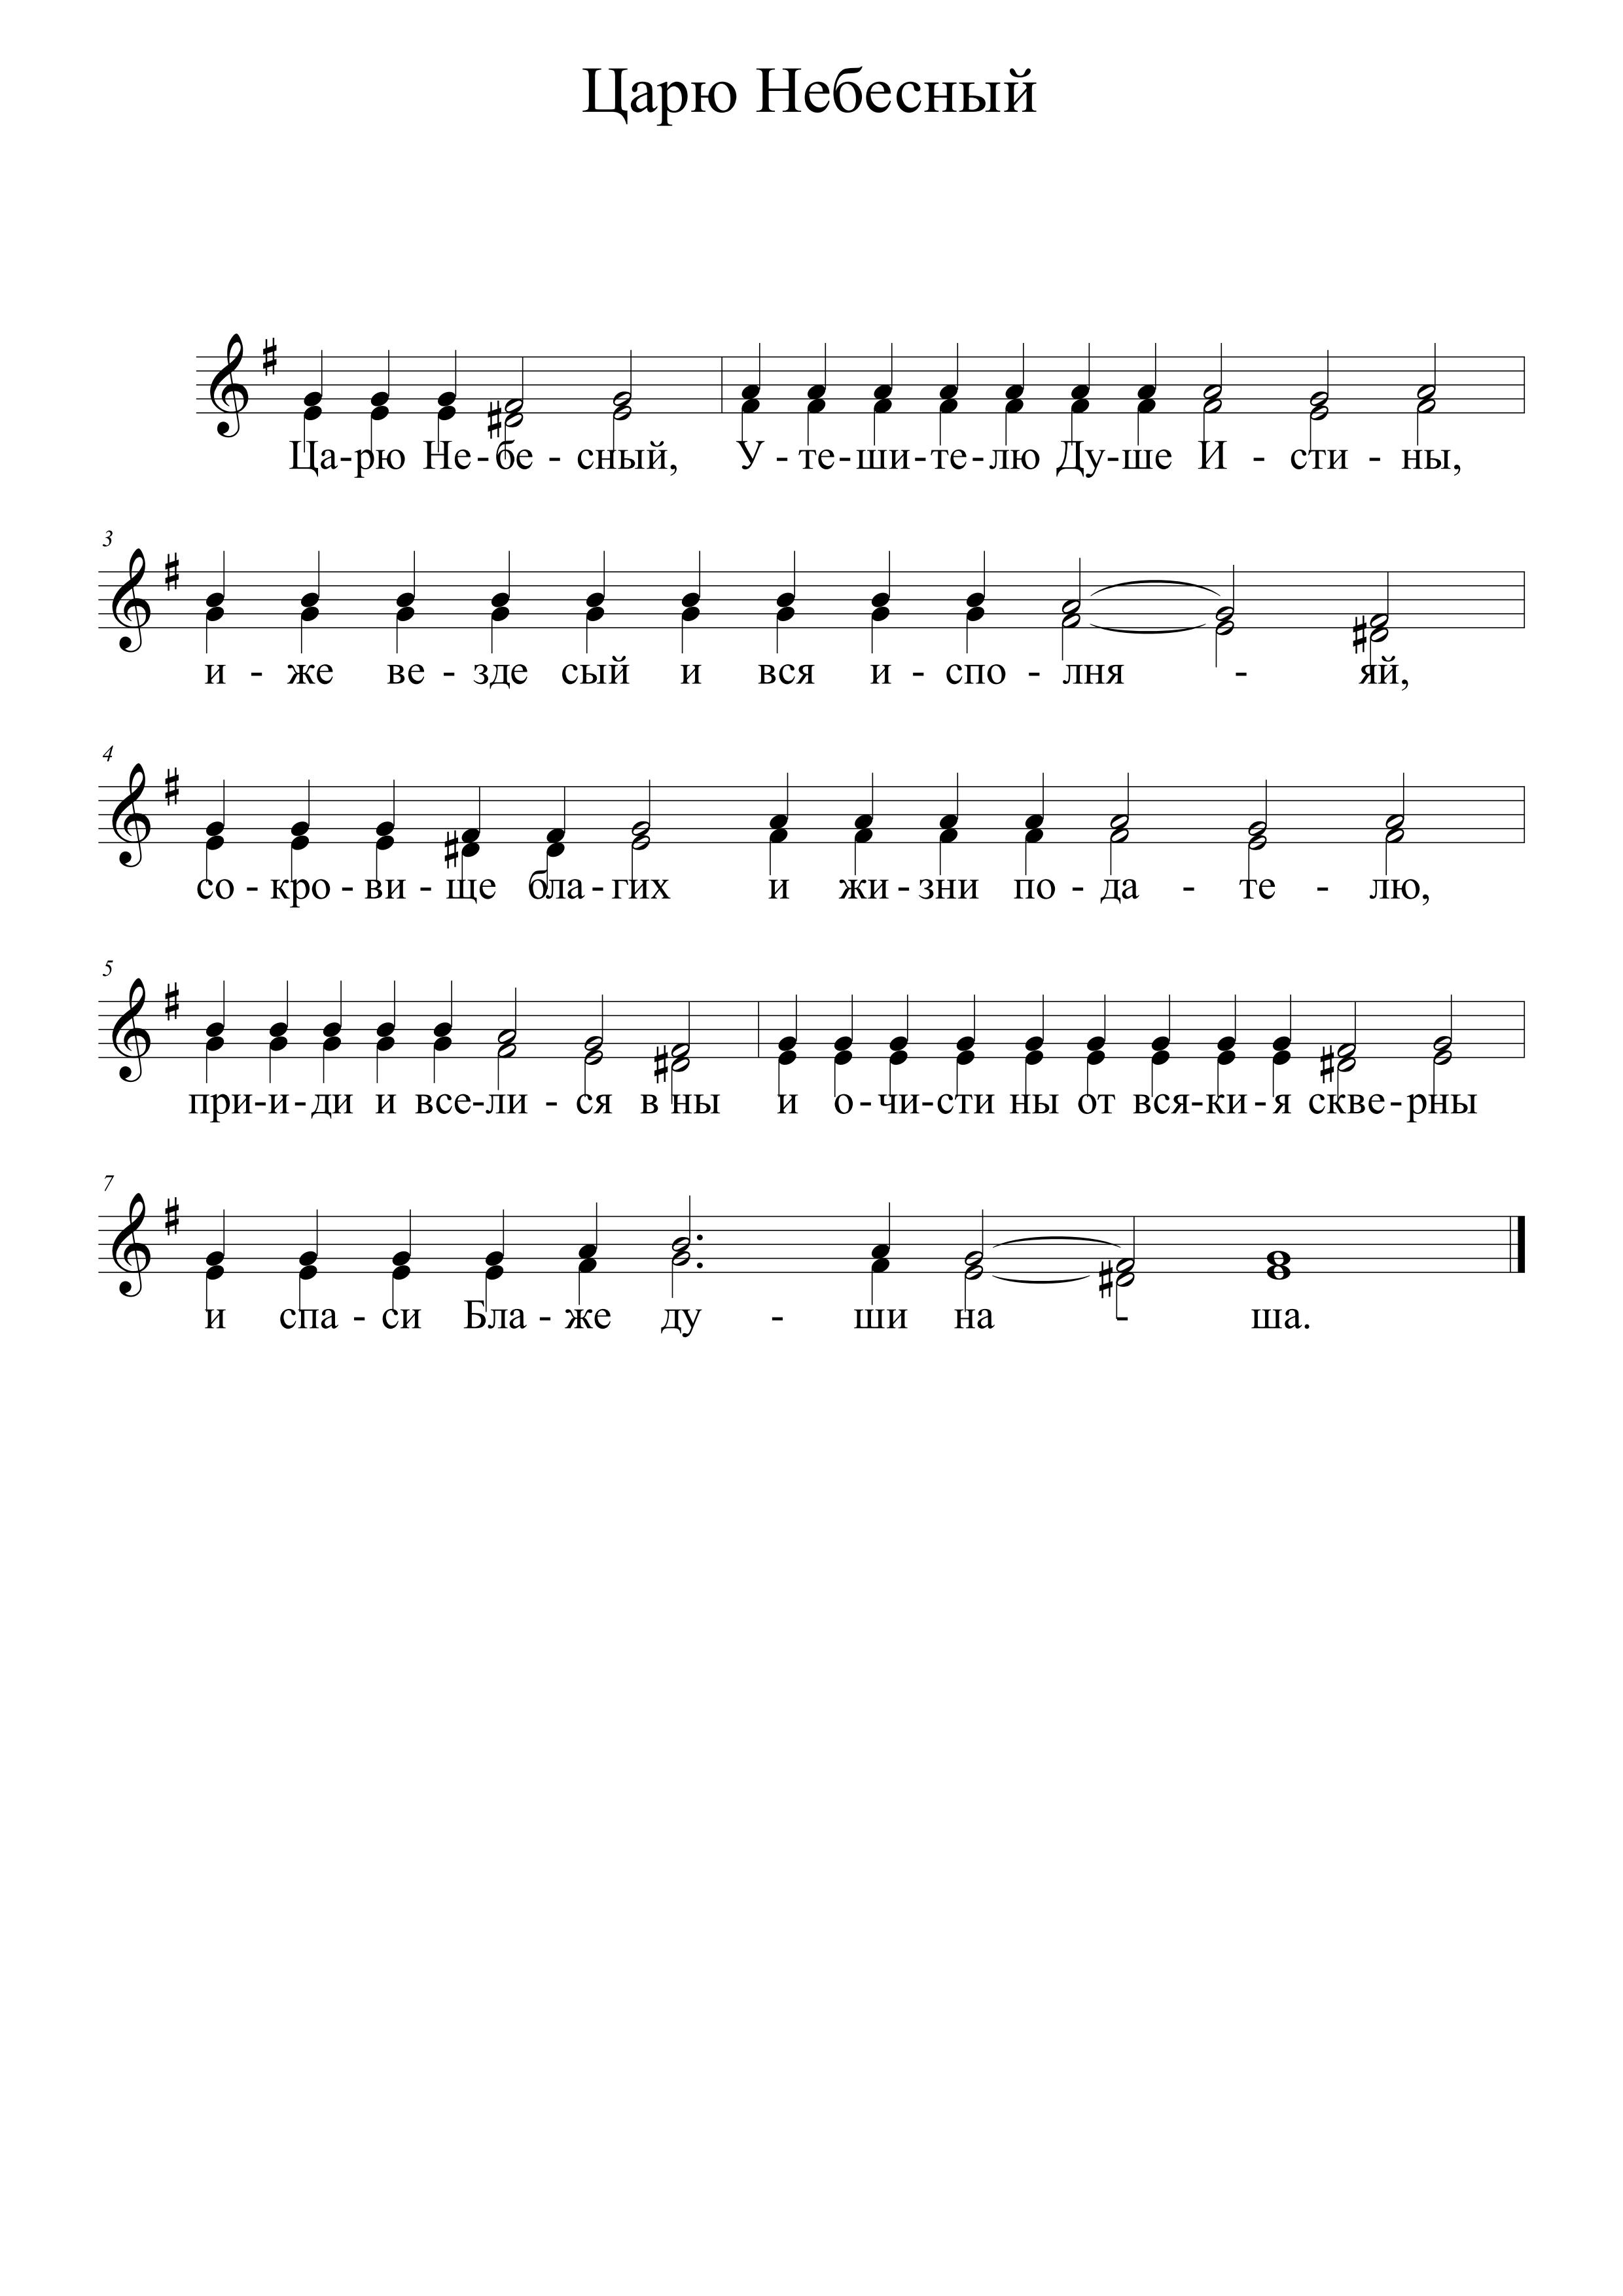 Царю Небесный
Ца-рю Не-бе - сный, У - те-ши-те-лю Ду-ше И - сти - ны,
3
и - же ве - зде сый и вся и - спо - лня - яй,
4
со - кро - ви - ще бла - гих и жи - зни по - да - те - лю,
5
при-и-ди и все-ли - ся в ны и о-чи-сти ны от вся-ки-я скве-рны
7
и спа - си Бла - же ду - ши на - ша.